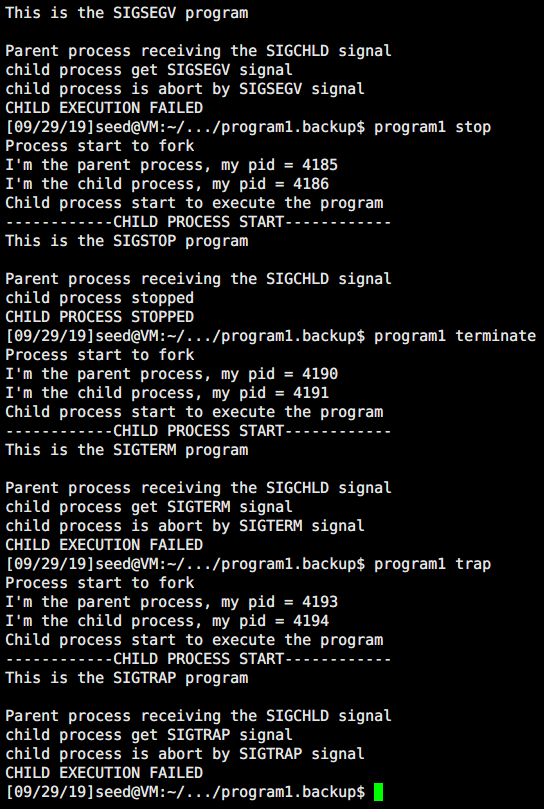 This is the SIGSEGV program
Parent process receiving the SIGCHLD signal
child process get SIGSEGV signal
child process is abort by SIGSEGV signal
CHILD EXECUTION FAILED
[09/29/19]seed@VM:~/.../program1.backup$ program1 stop
Process start to fork
I'm the parent process, my pid = 4185
I'm the child process, my pid = 4186
Child process start to execute the program
------------CHILD PROCESS START------------
This is the SIGSTOP program
Parent process receiving the SIGCHLD signal
child process stopped
CHILD PROCESS STOPPED
[09/29/19]seed@VM:~/.../program1.backup$ program1 terminate
Process start to fork
I'm the parent process, my pid = 4190
I'm the child process, my pid = 4191
Child process start to execute the program
------------CHILD PROCESS START------------
This is the SIGTERM program
Parent process receiving the SIGCHLD signal
child process get SIGTERM signal
child process is abort by SIGTERM signal
CHILD EXECUTION FAILED
[09/29/19]seed@VM:~/.../program1.backup$ program1 trap
Process start to fork
I'm the parent process, my pid = 4193
I'm the child process, my pid = 4194
Child process start to execute the program
------------CHILD PROCESS START------------
This is the SIGTRAP program
Parent process receiving the SIGCHLD signal
child process get SIGTRAP signal
child process is abort by SIGTRAP signal
CHILD EXECUTION FAILED
[09/29/19]seed@VM:~/.../program1.backup$